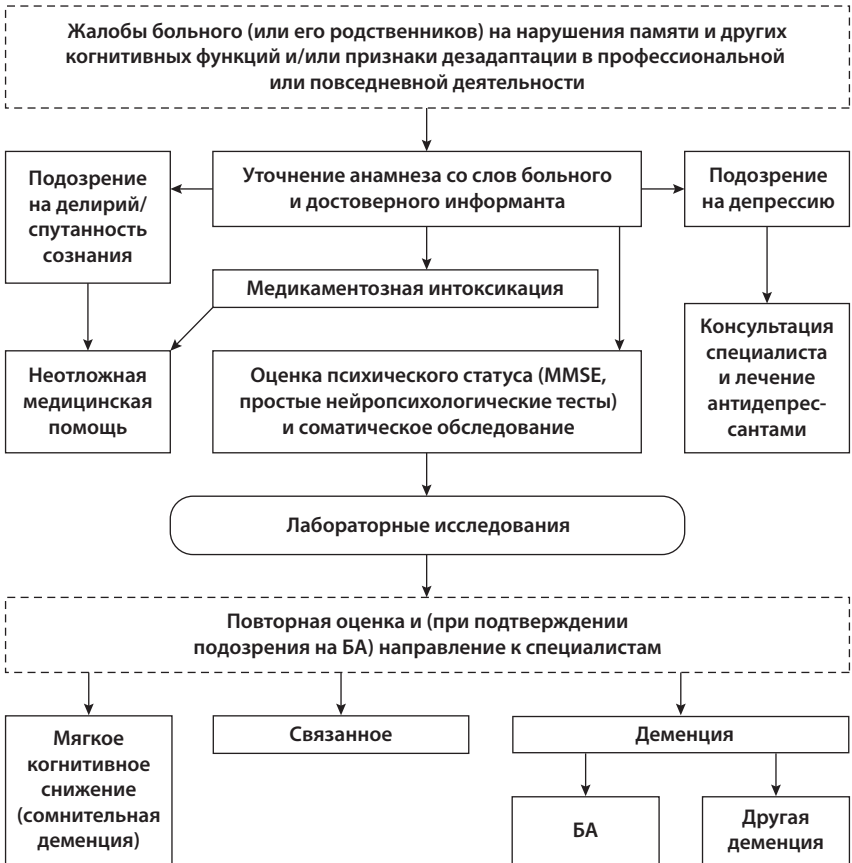 Жалобы больного (или его родственников) на нарушения памяти и других
когнитивных функций и/или признаки дезадаптации в профессиональной
или повседневной деятельности
Подозрение
на делирий/
спутанность
сознания
Уточнение анамнеза со слов больного
и достоверного информанта
Подозрение
на депрессию
Медикаментозная интоксикация
Неотложная
медицинская
помощь
Оценка психического статуса (MMSE,
простые нейропсихологические тесты)
и соматическое обследование
Консультация
специалиста
и лечение
антидепрес-
сантами
Лабораторные исследования
Повторная оценка и (при подтверждении
подозрения на БА) направление к специалистам
Мягкое
когнитивное
снижение
(сомнительная
деменция)
Связанное
Деменция
БА
Другая
деменция